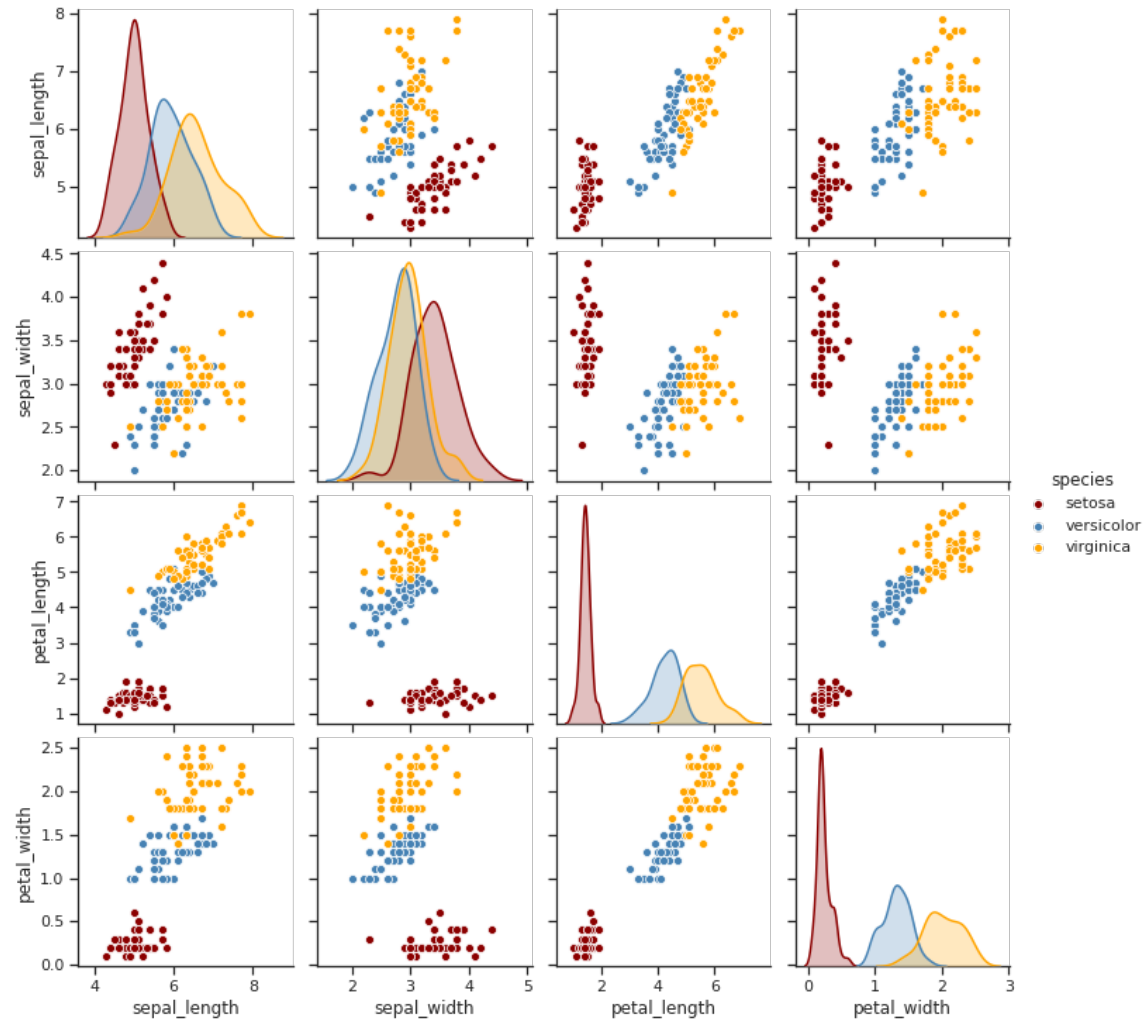 8
7
6
5
sepal_length
4.5
4.0
3.5
3.0
2.5
2.0
sepal_width
7
6
5
4
3
2
1
petal_length
species
setosa
versicolor
virginica
2.5
2.0
1.5
1.0
0.5
0.0
petal_width
4 6 8
2 3 4 5
2 4 6
0 1 2 3
sepal_length
sepal_width
petal_length
petal_width